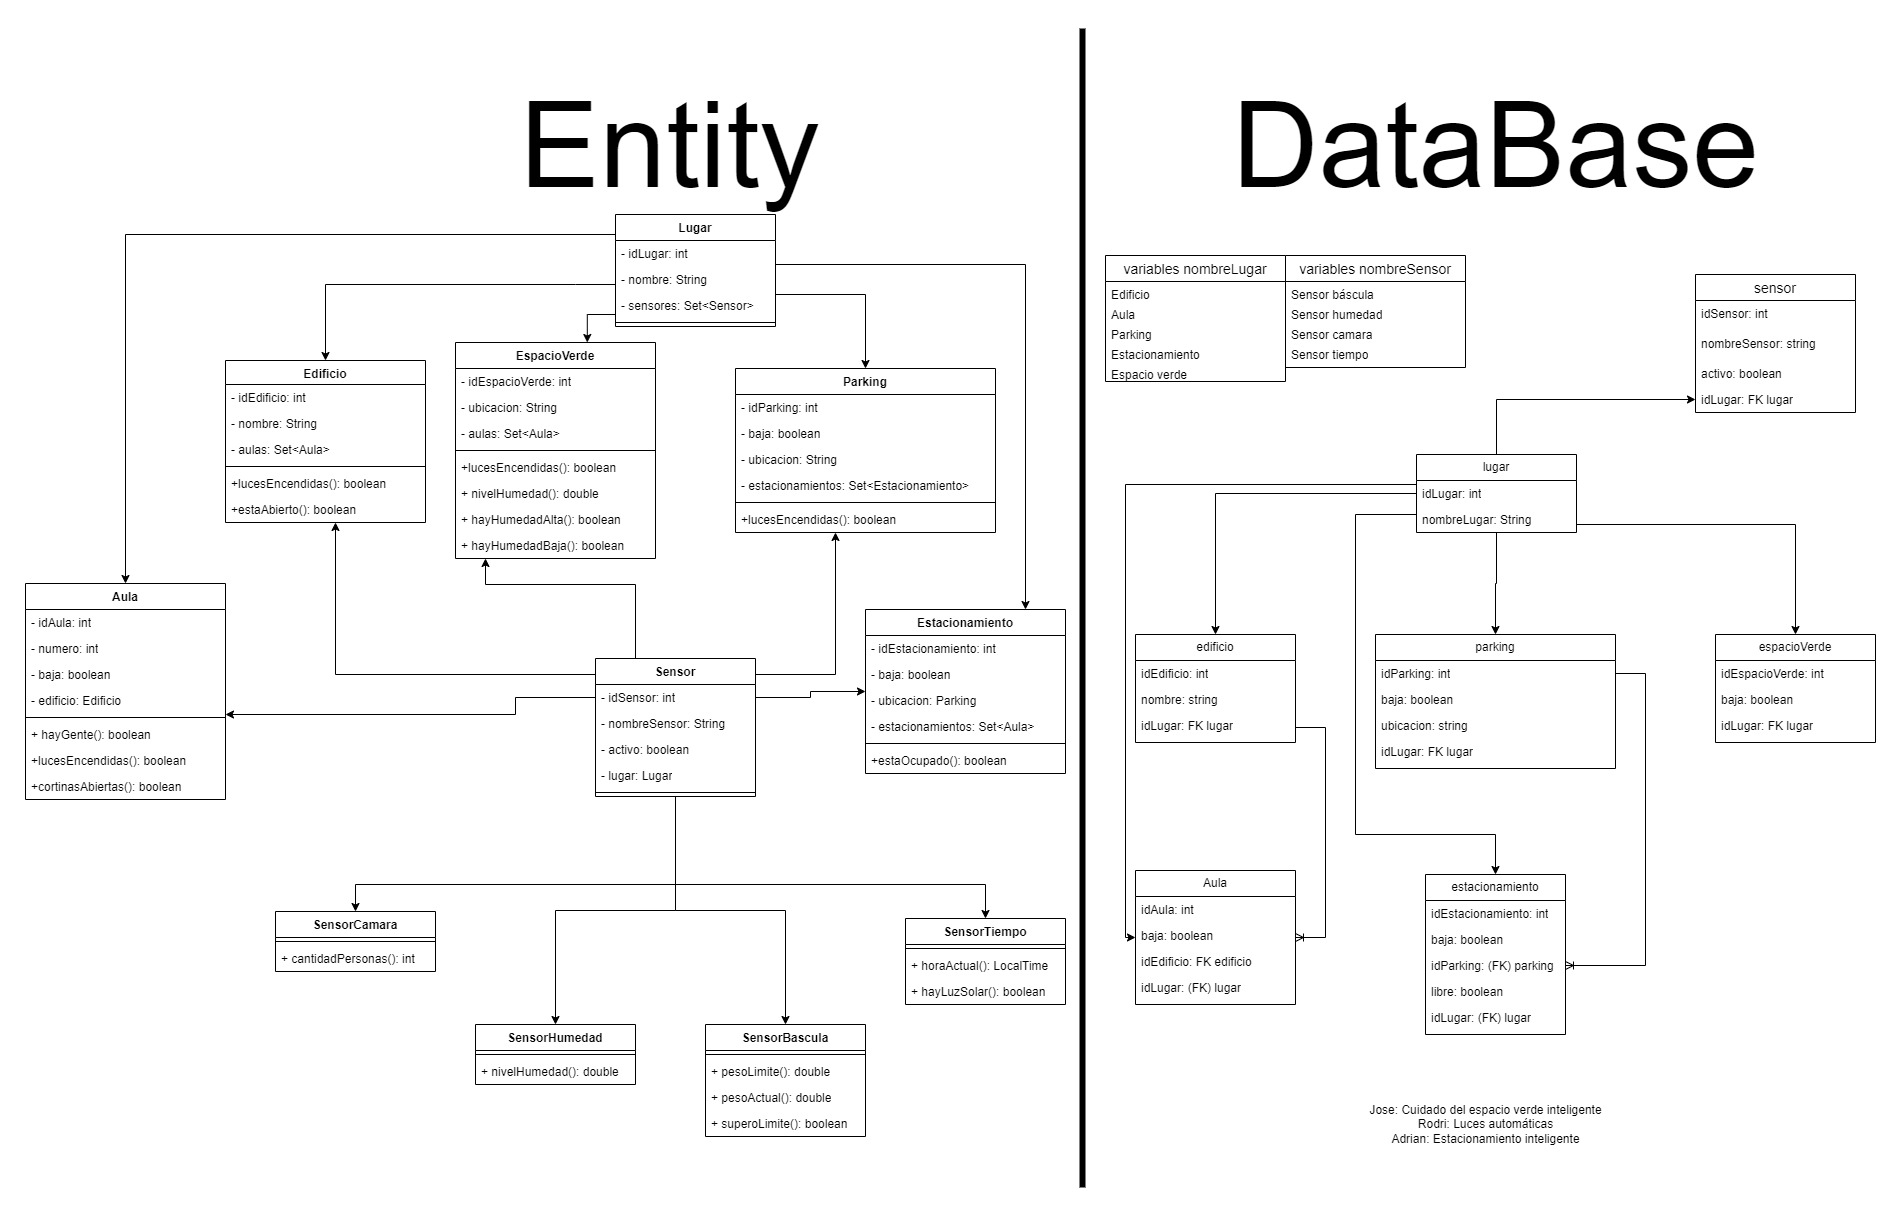 Entity
DataBase
Lugar
- idLugar: int
- nombre: String
- sensores: Set<Sensor>
Edificio
- idEdificio: int
- nombre: String
- aulas: Set<Aula>
+lucesEncendidas(): boolean
+estaAbierto(): boolean
EspacioVerde
- idEspacioVerde: int
- ubicacion: String
- aulas: Set<Aula>
+lucesEncendidas(): boolean
+ nivelHumedad(): double
+ hayHumedadAlta(): boolean
+ hayHumedadBaja(): boolean
Parking
- idParking: int
- baja: boolean
- ubicacion: String
- estacionamientos: Set<Estacionamiento>
+lucesEncendidas(): boolean
Aula
- idAula: int
- numero: int
- baja: boolean
- edificio: Edificio
+ hayGente(): boolean
+lucesEncendidas(): boolean
+cortinasAbiertas(): boolean
Sensor
- idSensor: int
- nombreSensor: String
- activo: boolean
- lugar: Lugar
Estacionamiento
- idEstacionamiento: int
- baja: boolean
- ubicacion: Parking
- estacionamientos: Set<Aula>
+estaOcupado(): boolean
SensorCamara
+ cantidadPersonas(): int
SensorHumedad
+ nivelHumedad(): double
SensorBascula
+ pesoLimite(): double
+ pesoActual(): double
+ superoLimite(): boolean
SensorTiempo
+ horaActual(): LocalTime
+ hayLuzSolar(): boolean
variables nombreLugar
Edificio
Aula
Parking
Estacionamiento
Espacio verde
variables nombreSensor
Sensor báscula
Sensor humedad
Sensor camara
Sensor tiempo
sensor
idSensor: int
nombreSensor: string
activo: boolean
idLugar: FK lugar
lugar
idLugar: int
nombreLugar: String
edificio
idEdificio: int
nombre: string
idLugar: FK lugar
parking
idParking: int
baja: boolean
ubicacion: string
idLugar: FK lugar
espacioVerde
idEspacioVerde: int
baja: boolean
idLugar: FK lugar
Aula
idAula: int
baja: boolean
idEdificio: FK edificio
idLugar: (FK) lugar
estacionamiento
idEstacionamiento: int
baja: boolean
idParking: (FK) parking
libre: boolean
idLugar: (FK) lugar
Jose: Cuidado del espacio verde inteligente
Rodri: Luces automáticas
Adrian: Estacionamiento inteligente